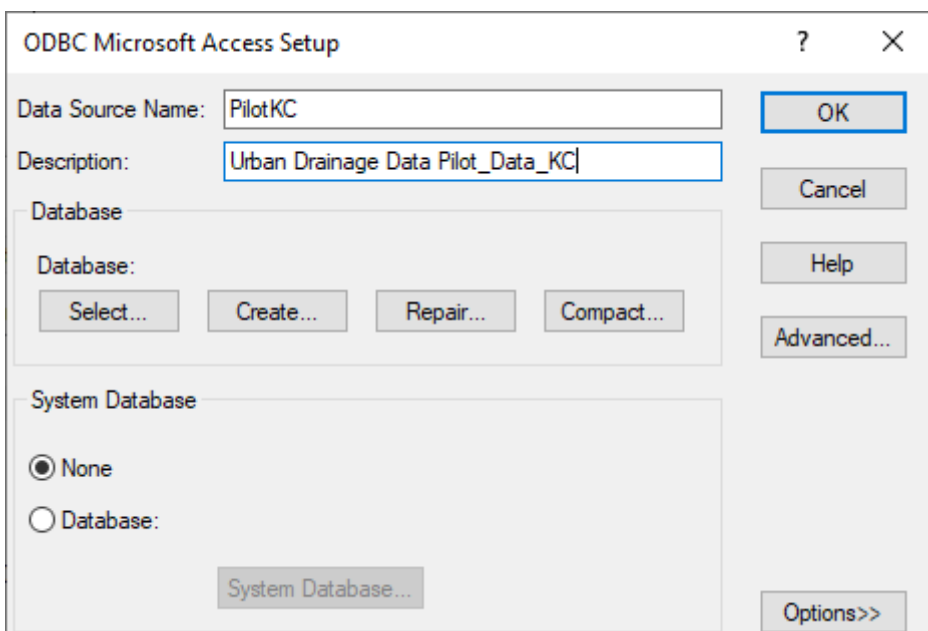 ODBC Microsoft Access Setup ?
Data Source Name: PilotKC OK
Description: Urban Drainage Data Pilot_Data_KC
Cancel
Database
Database: Help
Select... Create... Repair... Compact...
Advanced...
System Database
None
Database:
System Database...
Options>>